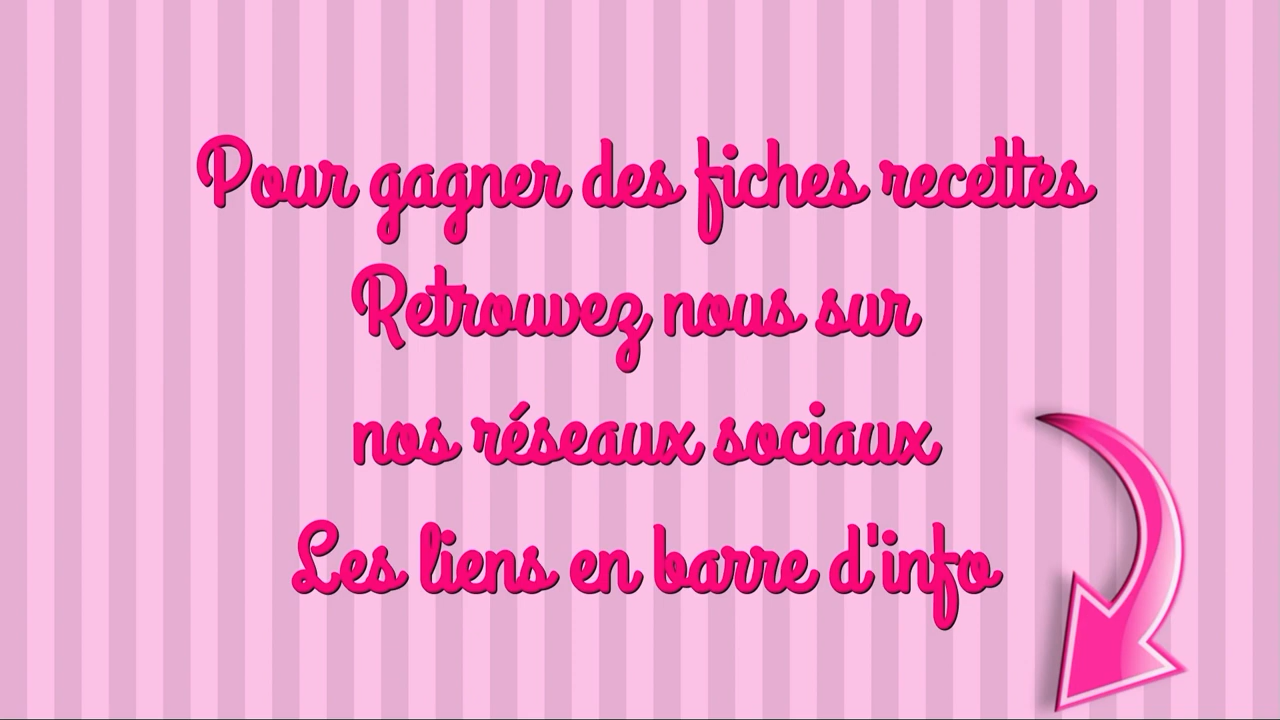 Pour gagner des fiches recettes
Retrouvez nous sur
nos réseaux sociaux
Les liens en barre d'info